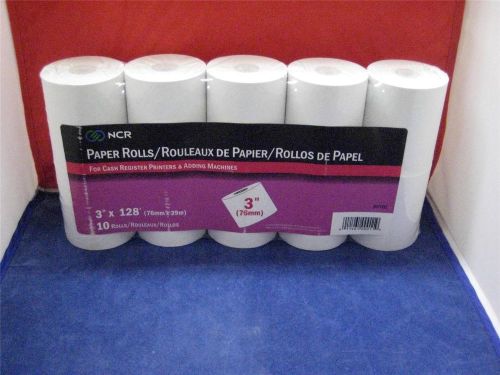 NCR
PAPER ROLLS/ROULEAUX DE PAPIER/ROLLOS DE PAPEL
FOR CASH REGISTER PRINTERS & ADDING MACHINES
3" x 128' (76mm x 39m)
10 ROLLS/ROULEAUX/ROLLOS
3"
(76mm)